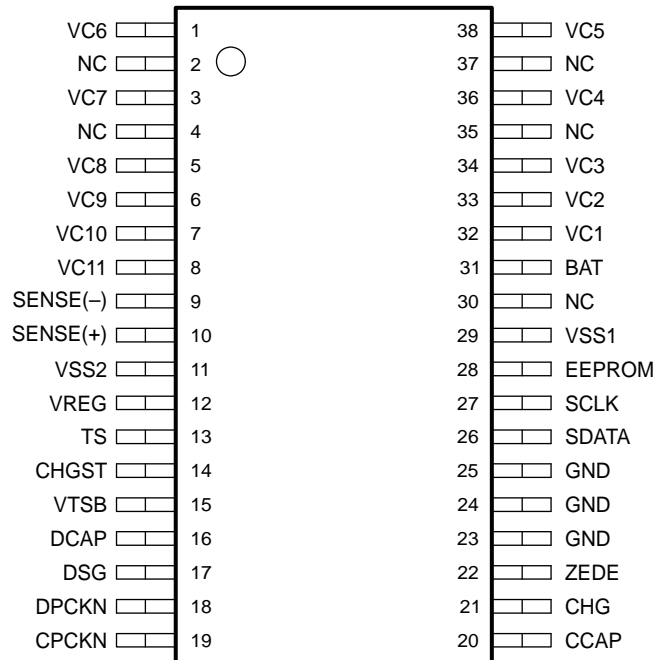 VC6 1 38 VC5
NC 2 37 NC
VC7 3 36 VC4
NC 4 35 NC
VC8 5 34 VC3
VC9 6 33 VC2
VC10 7 32 VC1
VC11 8 31 BAT
SENSE(–) 9 30 NC
SENSE(+) 10 29 VSS1
VSS2 11 28 EEPROM
VREG 12 27 SCLK
TS 13 26 SDATA
CHGST 14 25 GND
VTSB 15 24 GND
DCAP 16 23 GND
DSG 17 22 ZEDE
DPCKN 18 21 CHG
CPCKN 19 20 CCAP